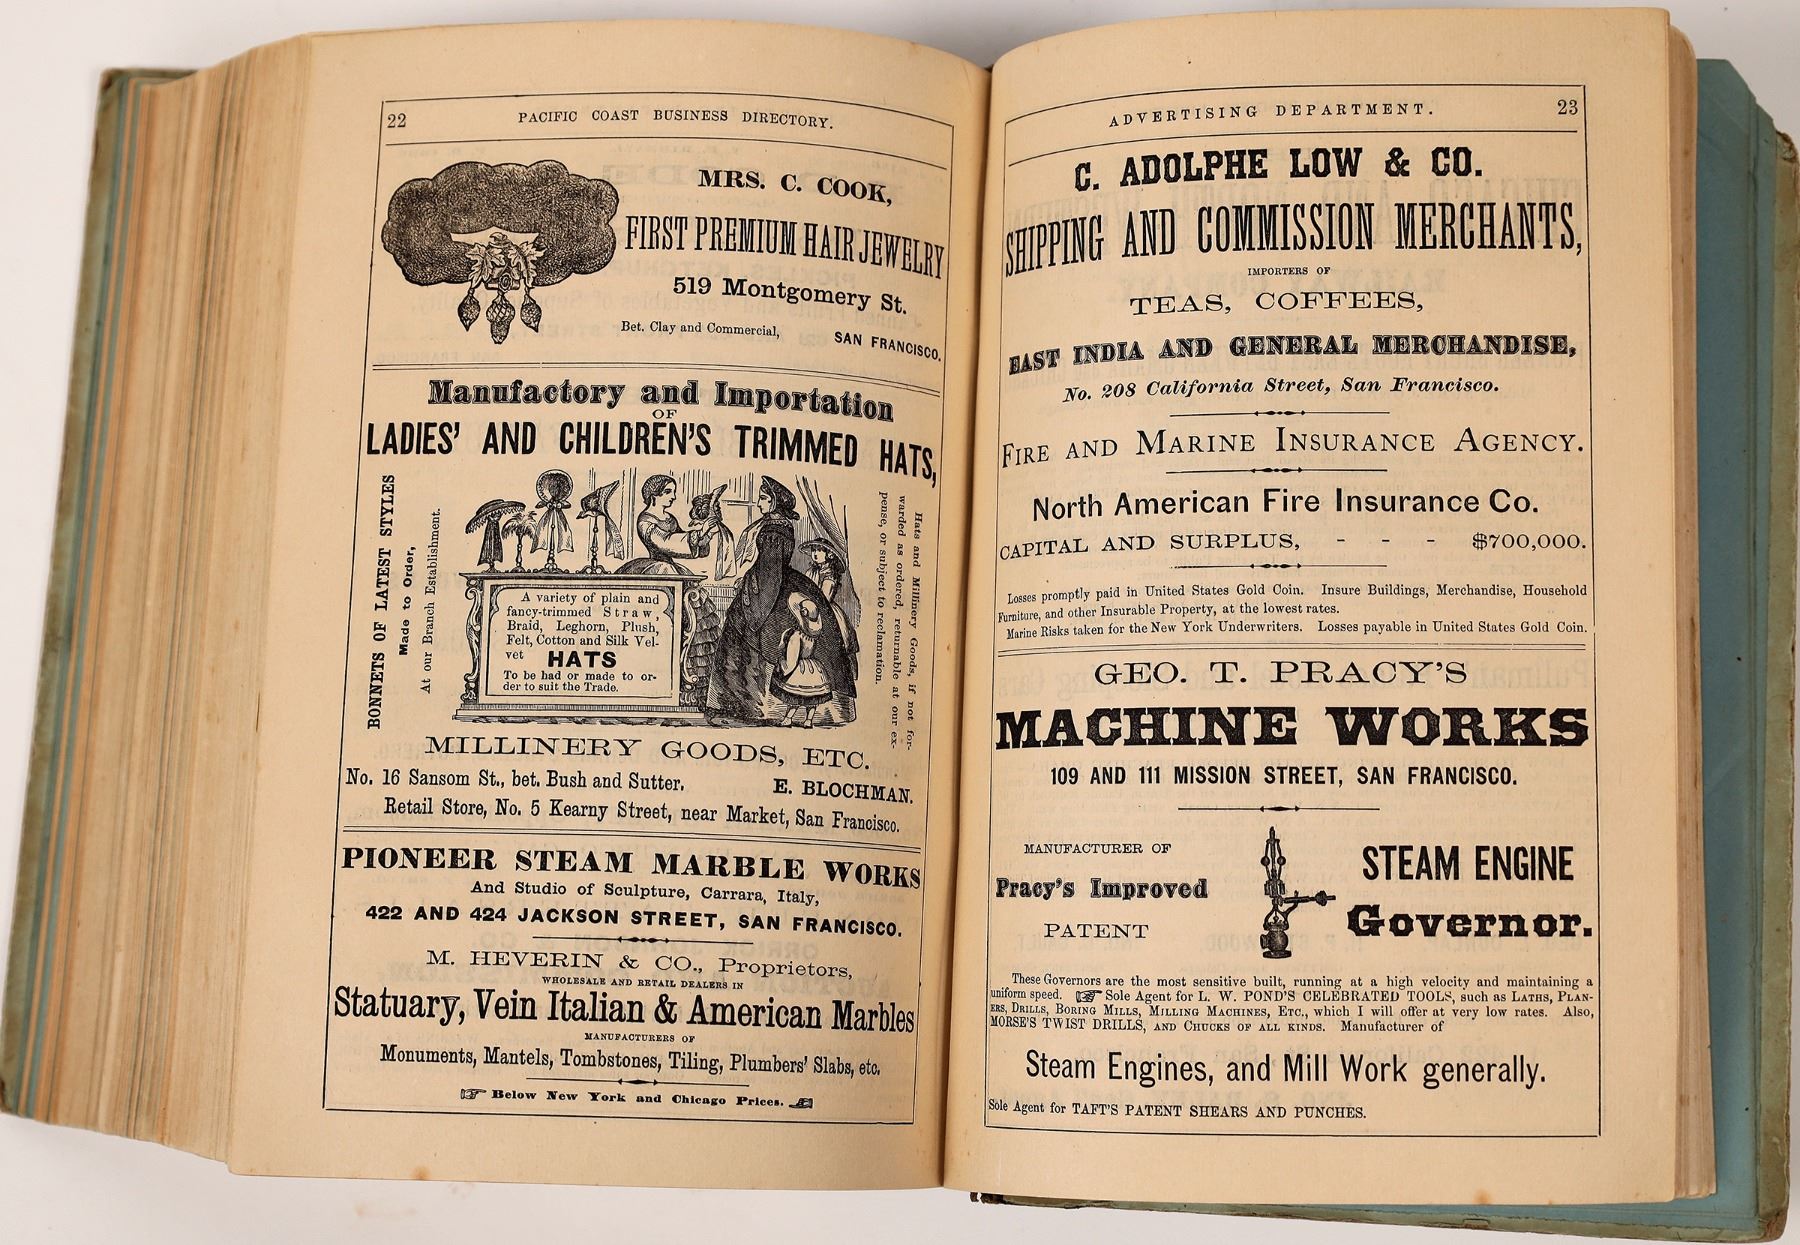 22
PACIFIC COAST BUSINESS DIRECTORY.
MRS. C. COOK,
FIRST PREMIUM HAIR JEWELRY
519 Montgomery St.
Bet. Clay and Commercial,
SAN FRANCISCO.
Manufactory and Importation
OF
LADIES' AND CHILDREN'S TRIMMED HATS,
BONNETS OF LATEST STYLES
Made to Order,
At our Branch Establishment.
A variety of plain and
fancy-trimmed Straw,
Braid, Leghorn, Plush,
Felt, Cotton and Silk Vel-
vet HATS
To be had or made to or-
der to suit the Trade.
Hats and Millinery Goods, if not for-
warded as ordered, returnable at our ex-
pense, or subject to reclamation.
MILLINERY GOODS, ETC.
No. 16 Sansom St., bet. Bush and Sutter,
E. BLOCHMAN.
Retail Store, No. 5 Kearny Street, near Market, San Francisco.
PIONEER STEAM MARBLE WORKS
And Studio of Sculpture, Carrara, Italy,
422 AND 424 JACKSON STREET, SAN FRANCISCO.
M. HEVERIN & CO., Proprietors,
WHOLESALE AND RETAIL DEALERS IN
Statuary, Vein Italian & American Marbles
MANUFACTURERS OF
Monuments, Mantels, Tombstones, Tiling, Plumbers' Slabs, etc.
Below New York and Chicago Prices.
ADVERTISING DEPARTMENT.
23
C. ADOLPHE LOW & CO.
SHIPPING AND COMMISSION MERCHANTS,
IMPORTERS OF
TEAS, COFFEES,
EAST INDIA AND GENERAL MERCHANDISE,
No. 208 California Street, San Francisco.
FIRE AND MARINE INSURANCE AGENCY.
North American Fire Insurance Co.
CAPITAL AND SURPLUS, - - - $700,000.
Losses promptly paid in United States Gold Coin. Insure Buildings, Merchandise, Household
Furniture, and other Insurable Property, at the lowest rates.
Marine Risks taken for the New York Underwriters. Losses payable in United States Gold Coin.
GEO. T. PRACY'S
MACHINE WORKS
109 AND 111 MISSION STREET, SAN FRANCISCO.
MANUFACTURER OF
Pracy's Improved
PATENT
STEAM ENGINE
Governor.
These Governors are the most sensitive built, running at a high velocity and maintaining a
uniform speed. ☞ Sole Agent for L. W. POND'S CELEBRATED TOOLS, such as LATHS, PLAN-
ERS, DRILLS, BORING MILLS, MILLING MACHINES, ETC., which I will offer at very low rates. Also,
MORSE'S TWIST DRILLS, AND CHUCKS OF ALL KINDS. Manufacturer of
Steam Engines, and Mill Work generally.
Sole Agent for TAFT'S PATENT SHEARS AND PUNCHES.